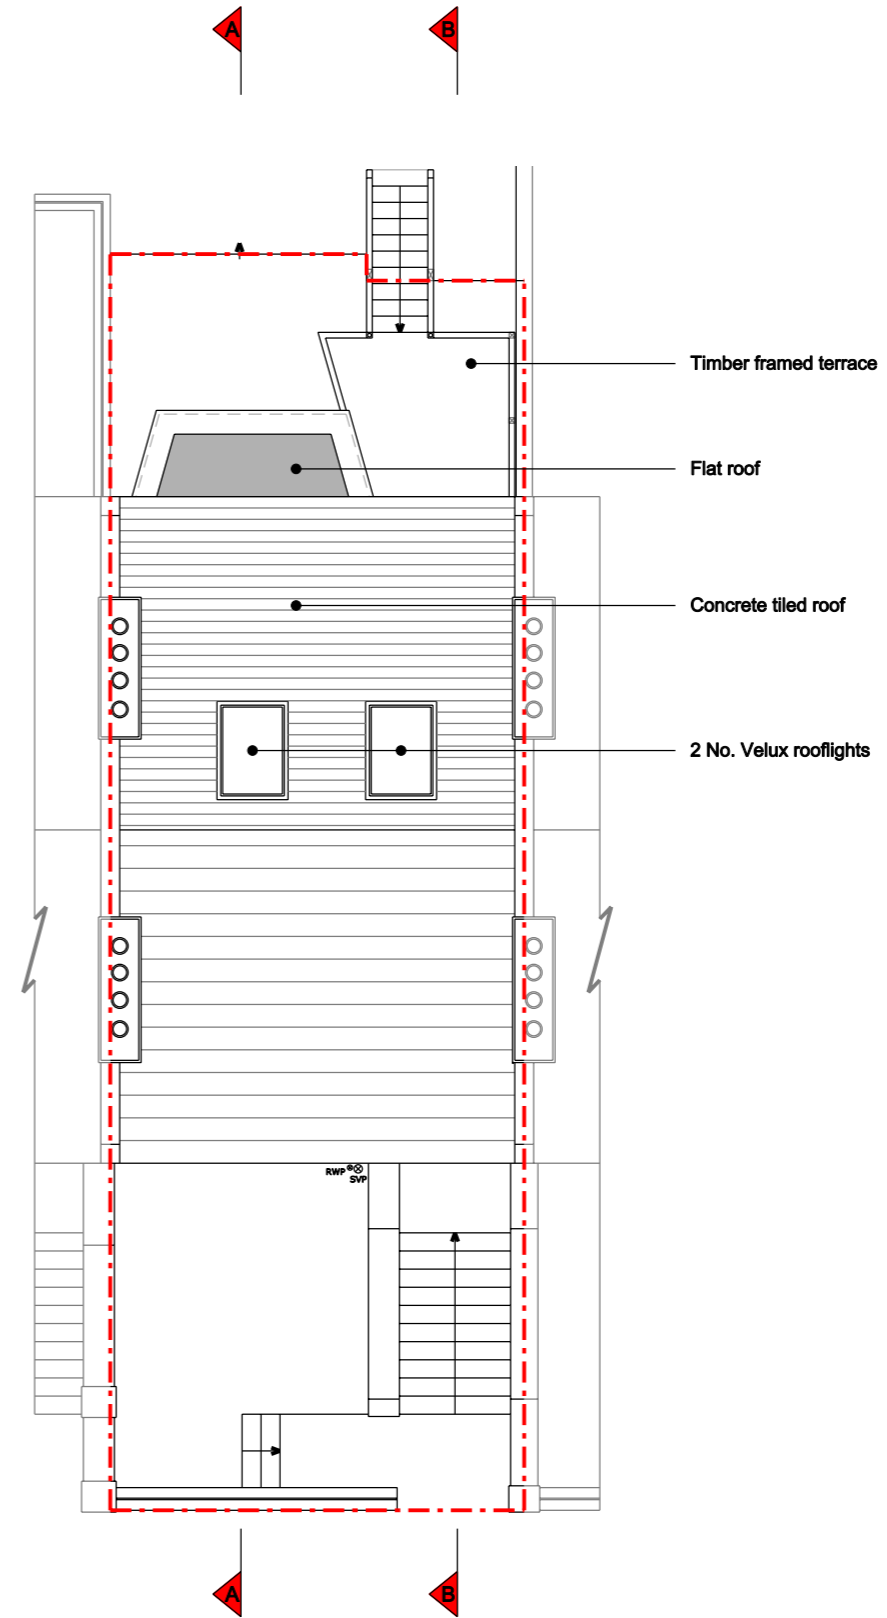 A B
Timber framed terrace
Flat roof
Concrete tiled roof
2 No. Velux rooflights
RWP
SVP
A B